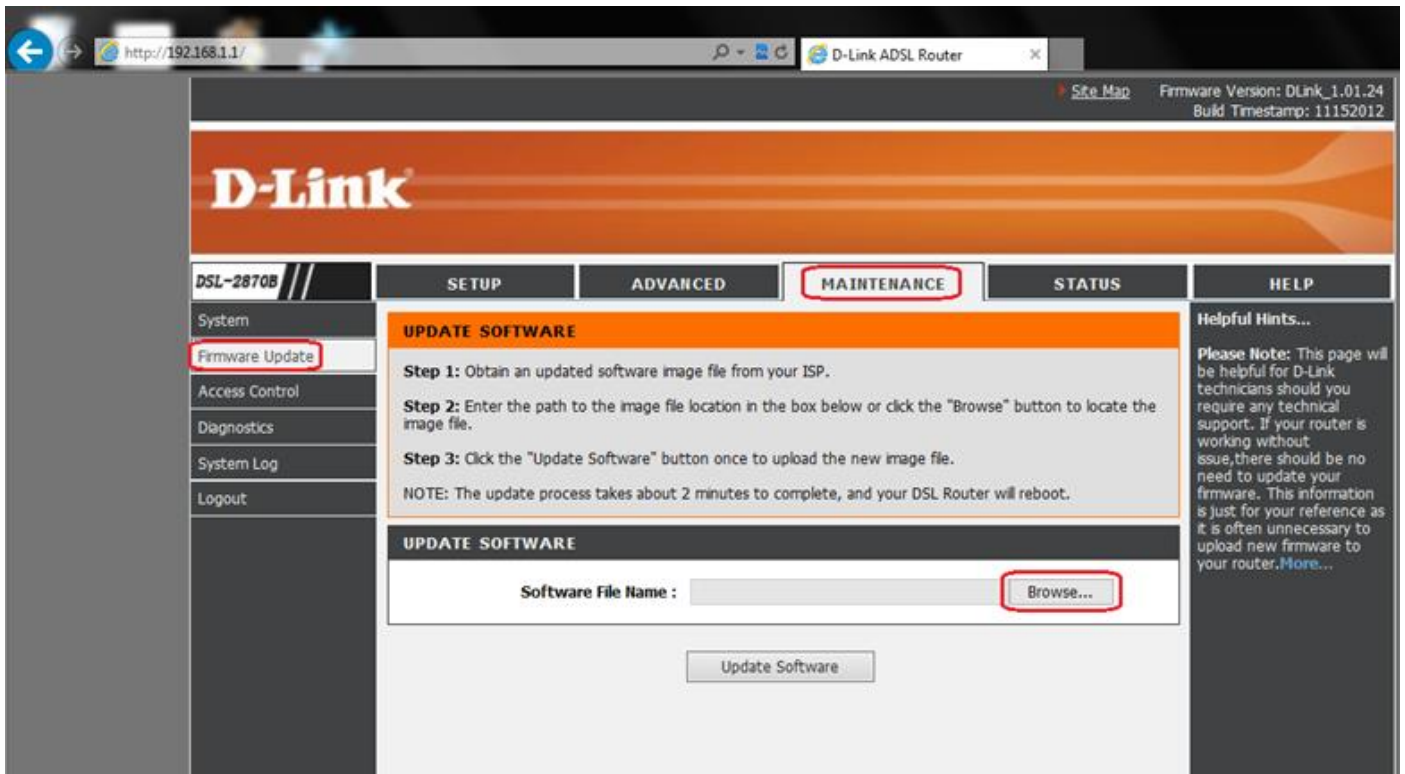 http://192.168.1.1/
D-Link ADSL Router
Site Map
Firmware Version: DLink_1.01.24
Build Timestamp: 11152012
D-Link
DSL-2870B
SETUP
ADVANCED
MAINTENANCE
STATUS
HELP
System
Firmware Update
Access Control
Diagnostics
System Log
Logout
UPDATE SOFTWARE
Step 1: Obtain an updated software image file from your ISP.
Step 2: Enter the path to the image file location in the box below or click the "Browse" button to locate the
image file.
Step 3: Click the "Update Software" button once to upload the new image file.
NOTE: The update process takes about 2 minutes to complete, and your DSL Router will reboot.
UPDATE SOFTWARE
Software File Name :
Browse...
Update Software
Helpful Hints...
Please Note: This page will
be helpful for D-Link
technicians should you
require any technical
support. If your router is
working without
issue,there should be no
need to update your
firmware. This information
is just for your reference as
it is often unnecessary to
upload new firmware to
your router.More...